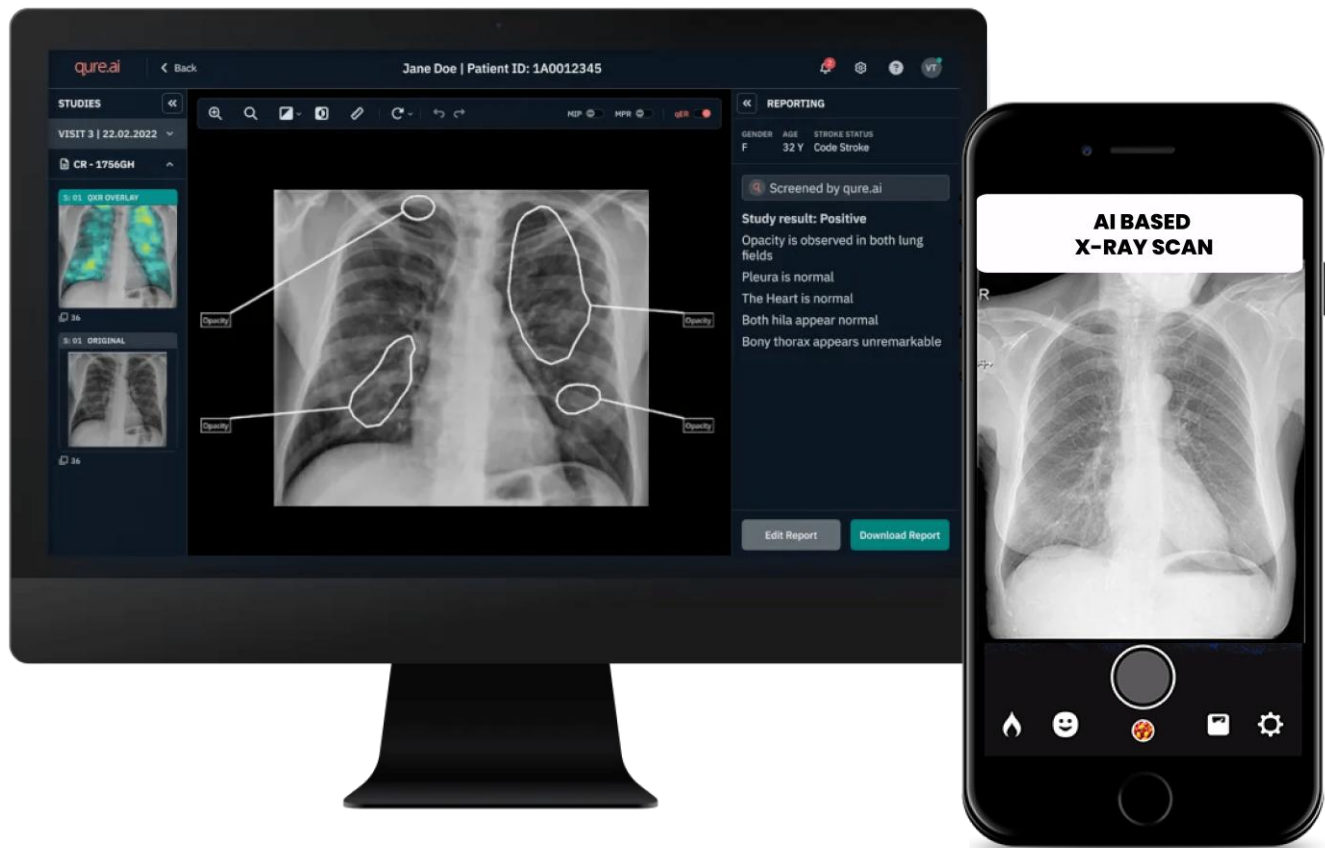 qure.ai
Back
Jane Doe | Patient ID: 1A0012345
2
?
VT
STUDIES
VISIT 3 | 22.02.2022
CR - 1756GH
S: 01 QXR OVERLAY
36
S: 01 ORIGINAL
36
MIP
MPR
qER
Opacity
Opacity
Opacity
Opacity
REPORTING
GENDER AGE STROKE STATUS
F 32 Y Code Stroke
Screened by qure.ai
Study result: Positive
Opacity is observed in both lung
fields
Pleura is normal
The Heart is normal
Both hila appear normal
Bony thorax appears unremarkable
Edit Report
Download Report
AI BASED
X-RAY SCAN
R